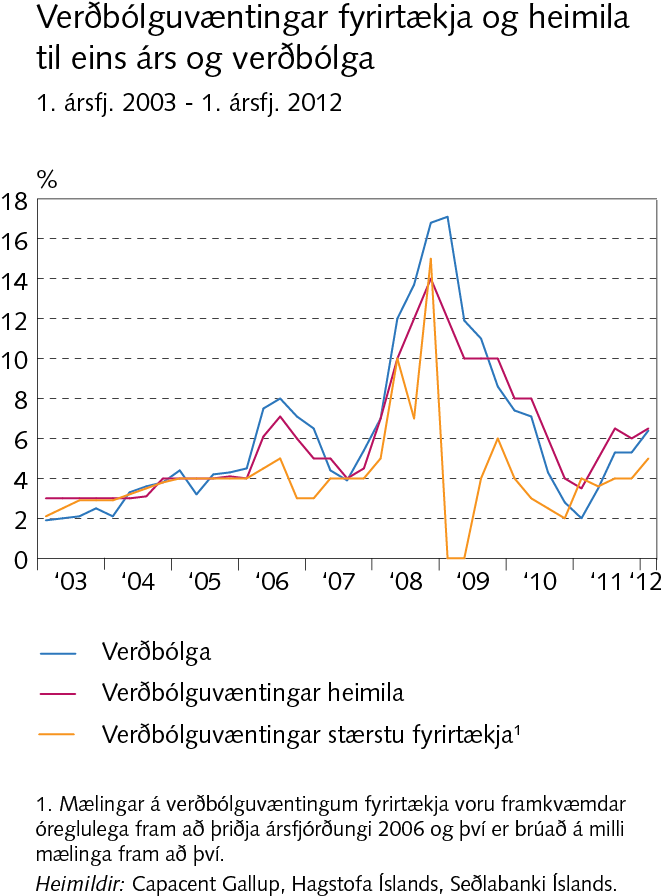 Verðbólguvæntingar fyrirtækja og heimila
til eins árs og verðbólga
1. ársfj. 2003 - 1. ársfj. 2012
%
18
16
14
12
10
8
6
4
2
0
‘03 ‘04 ‘05 ‘06 ‘07 ‘08 ‘09 ‘10 ‘11 ‘12
Verðbólga
Verðbólguvæntingar heimila
Verðbólguvæntingar stærstu fyrirtækja¹
1. Mælingar á verðbólguvæntingum fyrirtækja voru framkvæmdar
óreglulega fram að þriðja ársfjórðungi 2006 og því er brúað á milli
mælinga fram að því.
Heimildir: Capacent Gallup, Hagstofa Íslands, Seðlabanki Íslands.